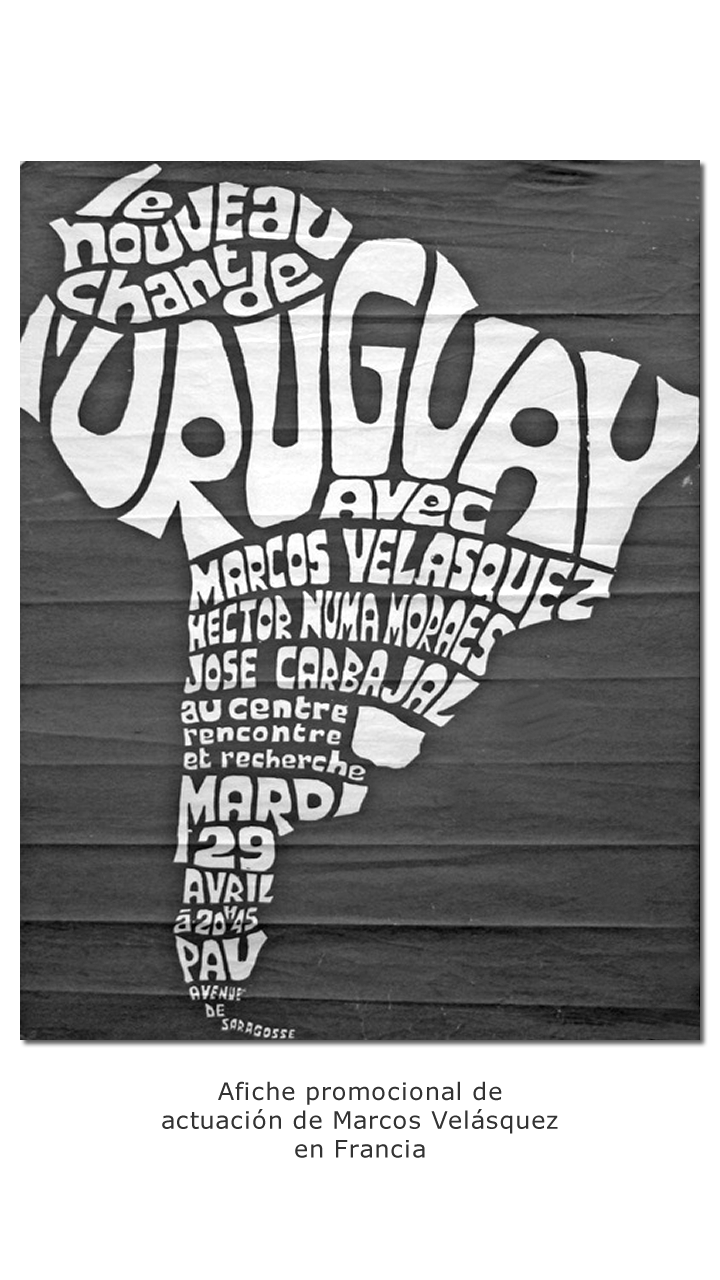 le
nouveau
chant de
l'URUGUAY
avec
MARCOS VELASQUEZ
HECTOR NUMA MORAES
JOSE CARBAJAL
au centre
rencontre
et recherche
MARDI
29
AVRIL
à 20H45
PAU
AVENUE
DE
SARAGOSSE
Afiche promocional de
actuación de Marcos Velásquez
en Francia